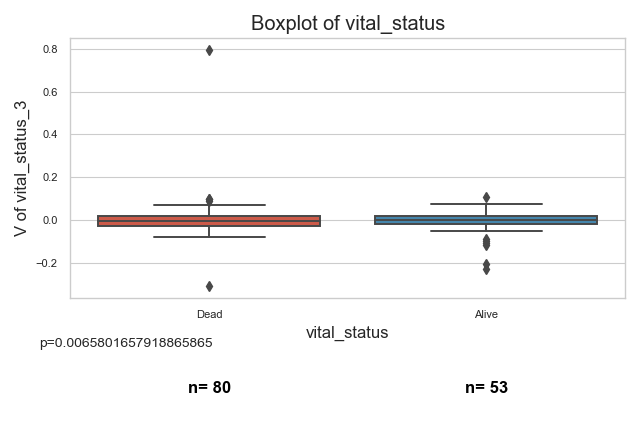 Boxplot of vital_status
V of vital_status_3
0.8
0.6
0.4
0.2
0.0
−0.2
Dead Alive
vital_status
p=0.0065801657918865865
n= 80 n= 53